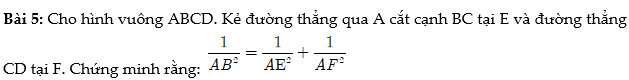 Bài 5: Cho hình vuông ABCD. Kẻ đường thẳng qua A cắt cạnh BC tại E và đường thẳng
CD tại F. Chứng minh rằng: 1/AB² = 1/AE² + 1/AF²